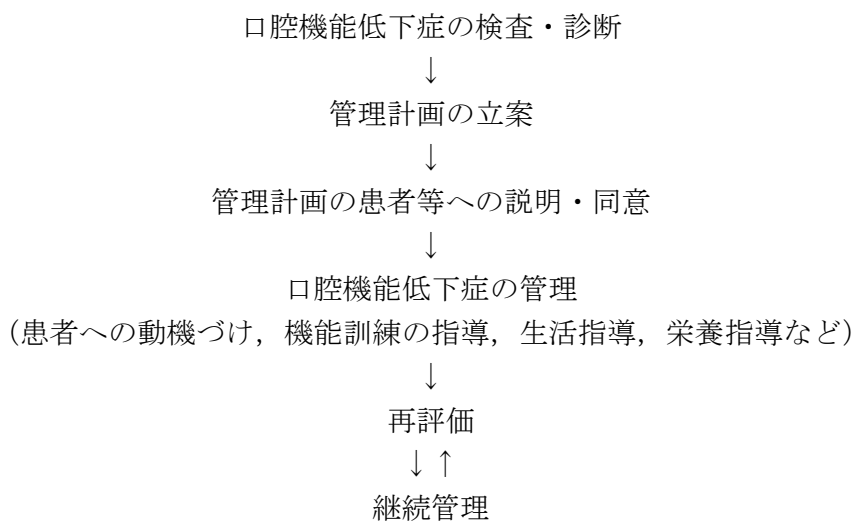 口腔機能低下症の検査・診断
↓
管理計画の立案
↓
管理計画の患者等への説明・同意
↓
口腔機能低下症の管理
（患者への動機づけ，機能訓練の指導，生活指導，栄養指導など）
↓
再評価
↓↑
継続管理